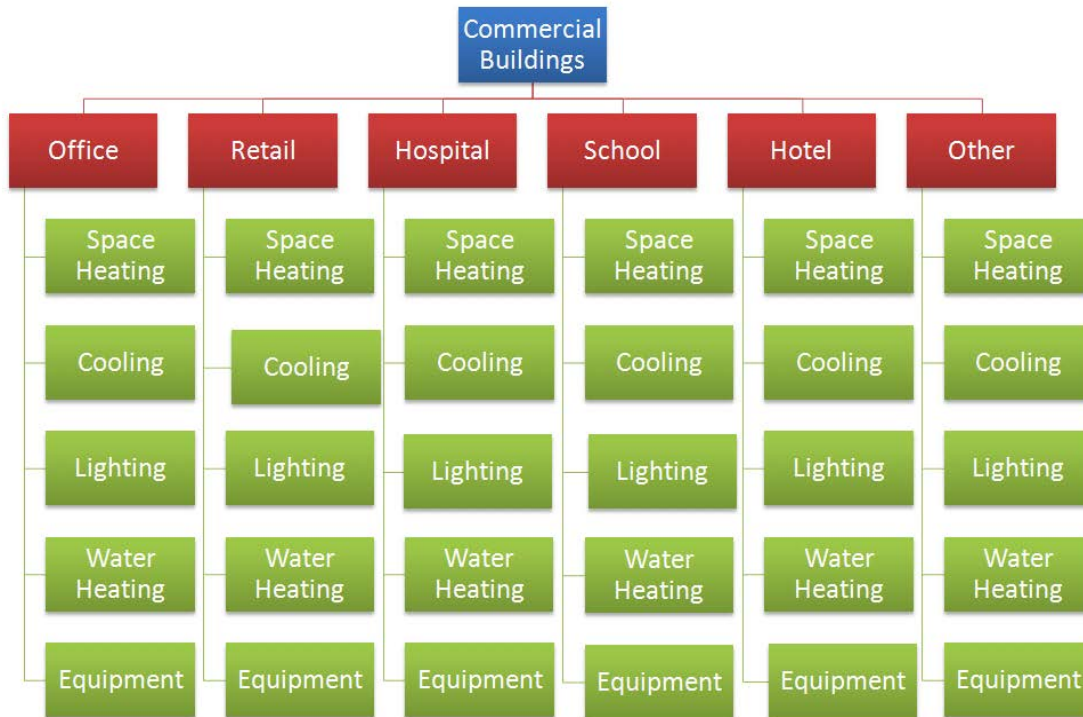 Commercial
Buildings
Office
Retail
Hospital
School
Hotel
Other
Space
Heating
Space
Heating
Space
Heating
Space
Heating
Space
Heating
Space
Heating
Cooling
Cooling
Cooling
Cooling
Cooling
Cooling
Lighting
Lighting
Lighting
Lighting
Lighting
Lighting
Water
Heating
Water
Heating
Water
Heating
Water
Heating
Water
Heating
Water
Heating
Equipment
Equipment
Equipment
Equipment
Equipment
Equipment